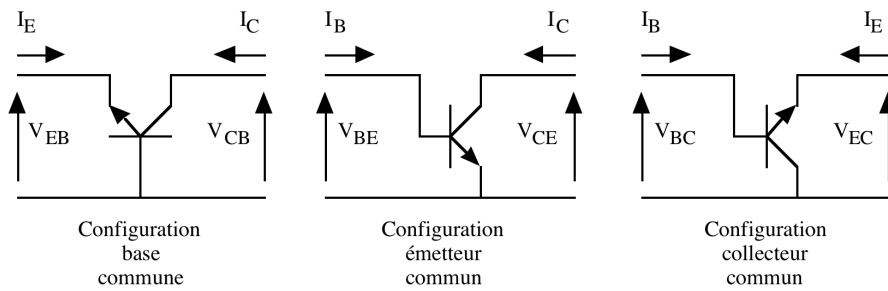 I_E I_C I_B I_C I_B I_E
V_EB V_CB V_BE V_CE V_BC V_EC
Configuration
base
commune
Configuration
émetteur
commun
Configuration
collecteur
commun